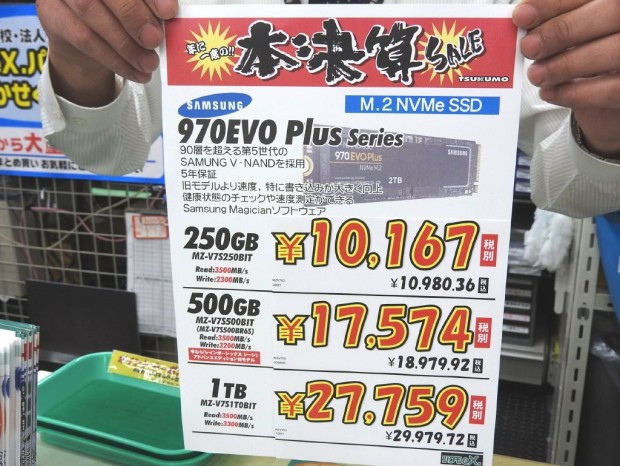 校・法人
年に一度の!!
本決算
SALE
TSUKUMO
SAMSUNG
M.2 NVMe SSD
970EVO Plus Series
90層を超える第5世代の
SAMSUNG V-NANDを採用
5年保証
旧モデルより速度、特に書き込みが大きく向上
健康状態のチェックや速度測定ができる
Samsung Magicianソフトウェア
970 EVO Plus
NVMe M.2
2TB
250GB
MZ-V7S250BIT
Read:3500MB/s
Write:2300MB/s
10,167
税別
¥10.980.36
税込
500GB
MZ-V7S500BIT
Read:3500MB/s
Write:3200MB/s
17,574
税別
¥18.979.92
税込
1TB
MZ-V7S1T0BIT
Read:3500MB/s
Write:3300MB/s
27,759
税別
¥29.979.72
税込